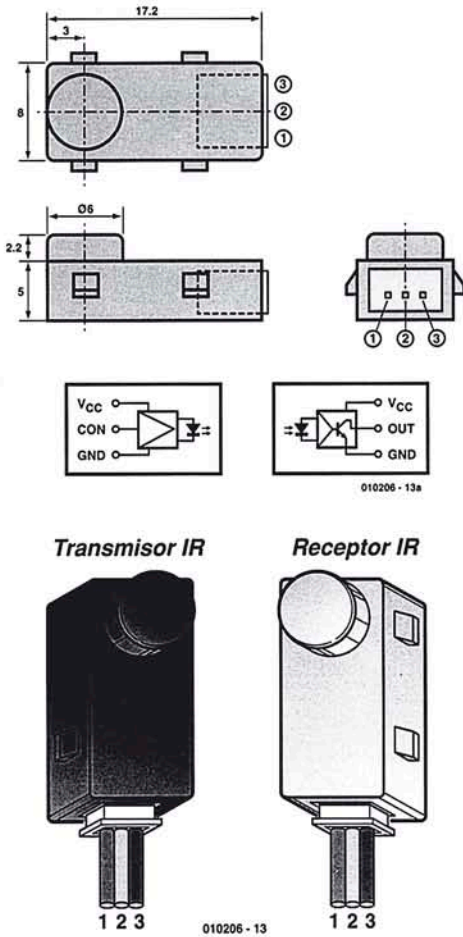 17.2
3
8
③
②
①
Ø6
2.2
5
① ② ③
VCC
CON
GND
VCC
OUT
GND
010206 - 13a
Transmisor IR Receptor IR
1 2 3 1 2 3
010206 - 13